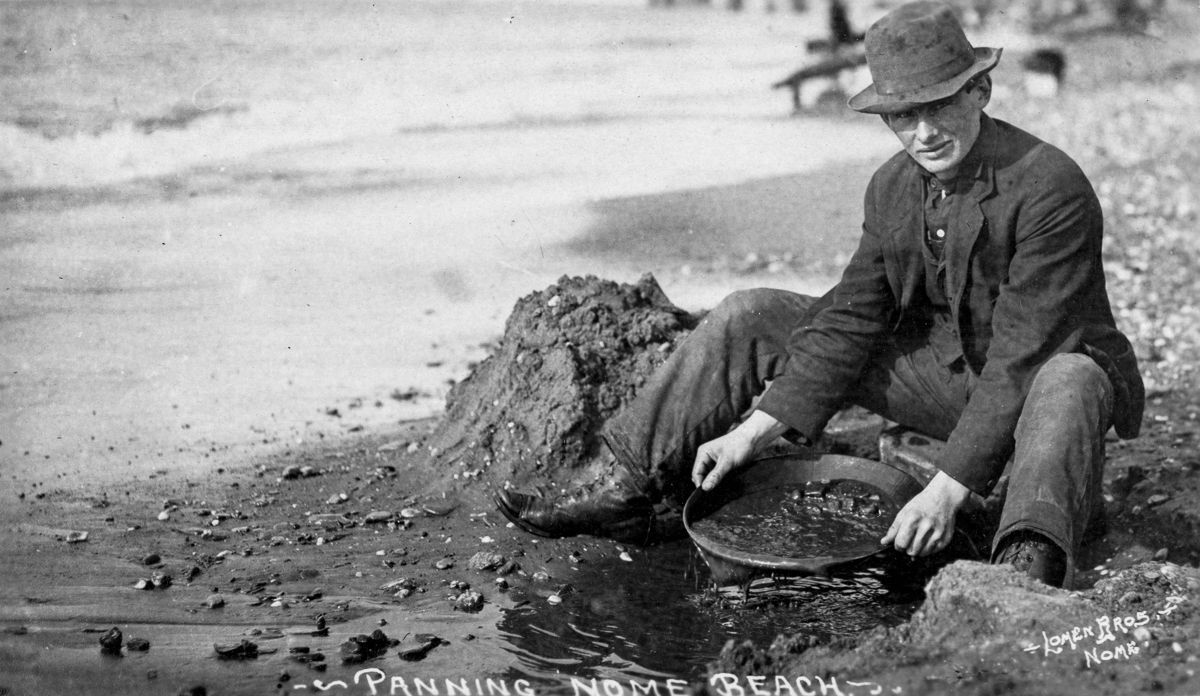 -~ PANNING NOME BEACH. ~-
= LOMEN BROS.
NOME